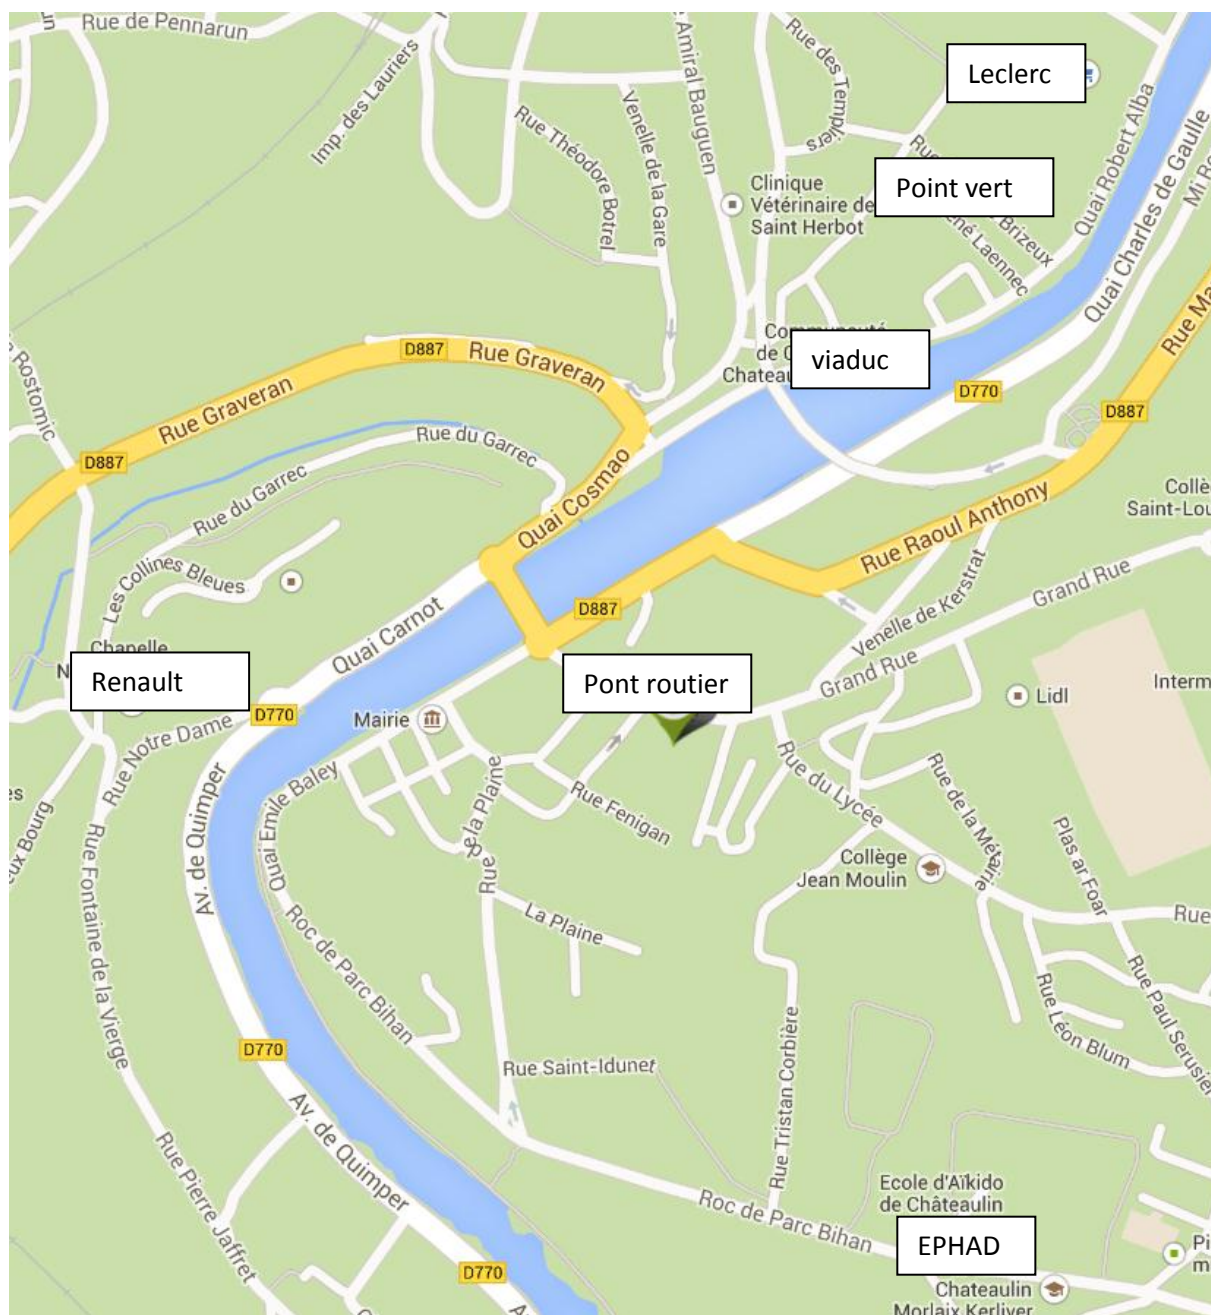 Rue de Pennarun
Imp. des Lauriers
Rue Théodore Botrel
Venelle de la Gare
Amiral Bauguen
Rue des Templiers
Leclerc
Quai Robert Alba
Quai Charles de Gaulle
Point vert
Clinique
Vétérinaire de
Saint Herbot
Brizeux
Laennec
viaduc
D770
D887
Rue Graveran
D887
Rue Graveran
D887
Rue du Garrec
Rue du Garrec
Quai Cosmao
Rue Raoul Anthony
Saint-Lou
Les Collines Bleues
Quai Carnot
D887
Venelle de Kerstrat
Grand Rue
Grand Rue
Chapelle
Renault
Pont routier
Lidl
Interm
D770
Mairie
Rue Notre Dame
Av. de Quimper
Quai Emile Baley
Rue de la Plaine
Rue Fenigan
Rue du Lycée
Rue de la Métairie
Plas ar Foar
Collège
Jean Moulin
Rue
Rue Fontaine de la Vierge
La Plaine
Roc de Parc Bihan
Rue Léon Blum
Rue Paul Serusier
D770
Rue Saint-Idunet
Rue Tristan Corbière
Av. de Quimper
Rue Pierre Jaffret
Roc de Parc Bihan
Ecole d'Aïkido
de Châteaulin
EPHAD
D770
Chateaulin
Morlaix Kerliver